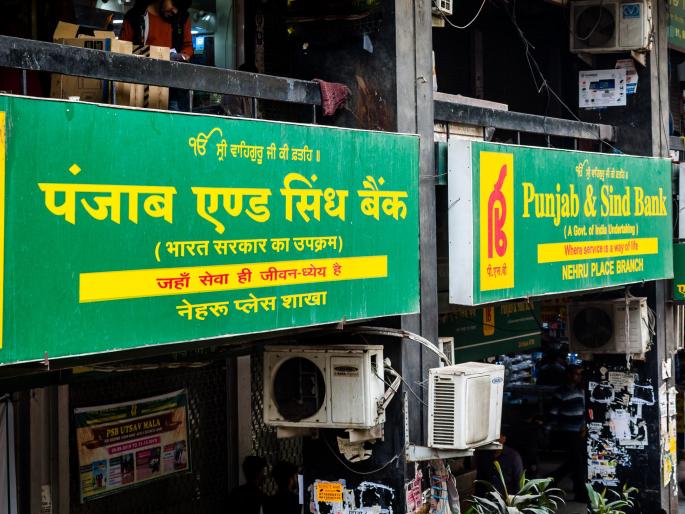 ੴ ਸ੍ਰੀ ਵਾਹਿਗੁਰੂ ਜੀ ਕੀ ਫ਼ਤਹਿ ॥
पंजाब एण्ड सिंध बैंक
(भारत सरकार का उपक्रम)
जहाँ सेवा ही जीवन-ध्येय है
नेहरू प्लेस शाखा
ੴ ਸ੍ਰੀ ਵਾਹਿਗੁਰੂ ਜੀ ਕੀ ਫ਼ਤਹਿ ॥
Punjab & Sind Bank
(A Govt. of India Undertaking)
Where service is a way of life
NEHRU PLACE BRANCH
पी.एस.बी
PSB UTSAV MALA